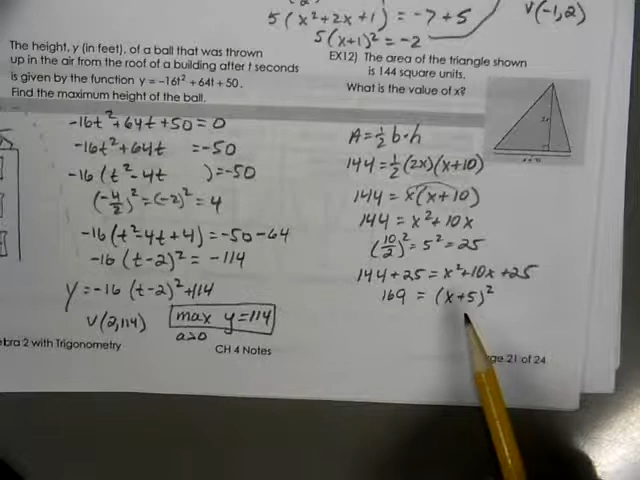 5(x²+2x+1) = -7+5
5(x+1)² = -2
V(-1,2)
The height, y (in feet), of a ball that was thrown
up in the air from the roof of a building after t seconds
is given by the function y = –16t² + 64t + 50.
Find the maximum height of the ball.
-16t²+64t+50=0
-16t²+64t =-50
-16(t²-4t )=-50
(-4/2)²=(-2)²=4
-16(t²-4t+4)=-50-64
-16(t-2)² = -114
y=-16(t-2)²+114
V(2,114)
max y=114
a>0
EX12) The area of the triangle shown
is 144 square units.
What is the value of x?
2x
A=½b·h
144=½(2x)(x+10)
144=x(x+10)
144=x²+10x
(10/2)²=5²=25
144+25=x²+10x+25
169 = (x+5)²
bra 2 with Trigonometry
CH 4 Notes
ge 21 of 24